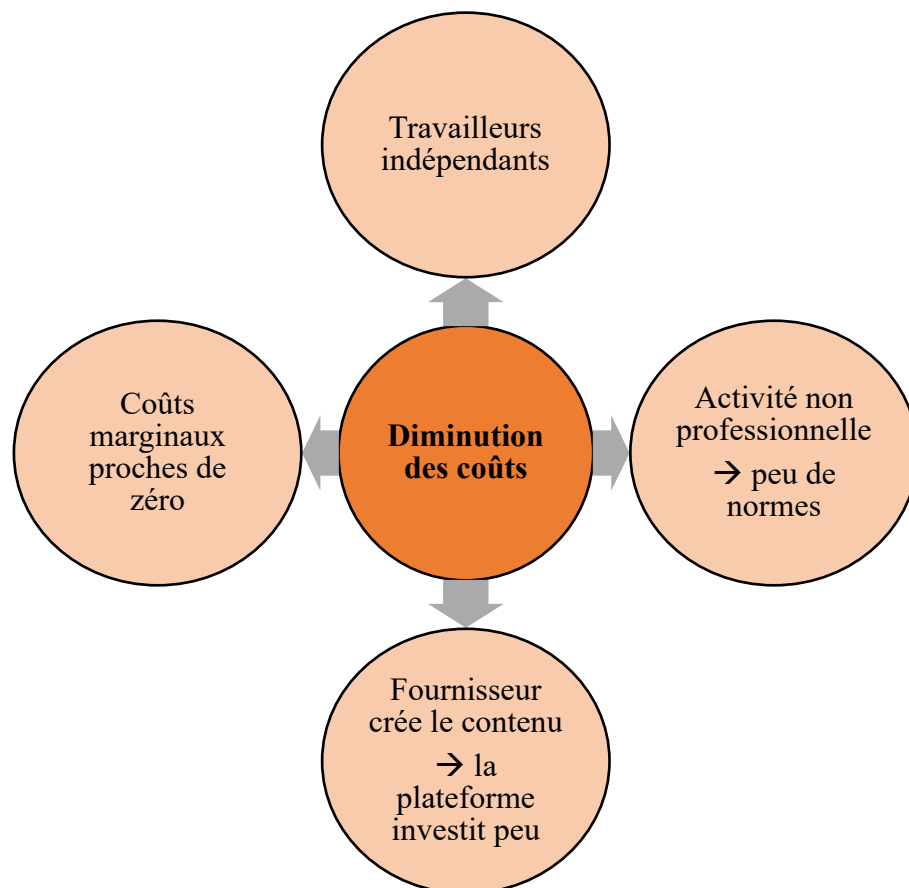 Travailleurs
indépendants
Coûts
marginaux
proches de
zéro
Diminution
des coûts
Activité non
professionnelle
→ peu de
normes
Fournisseur
crée le contenu
→ la
plateforme
investit peu